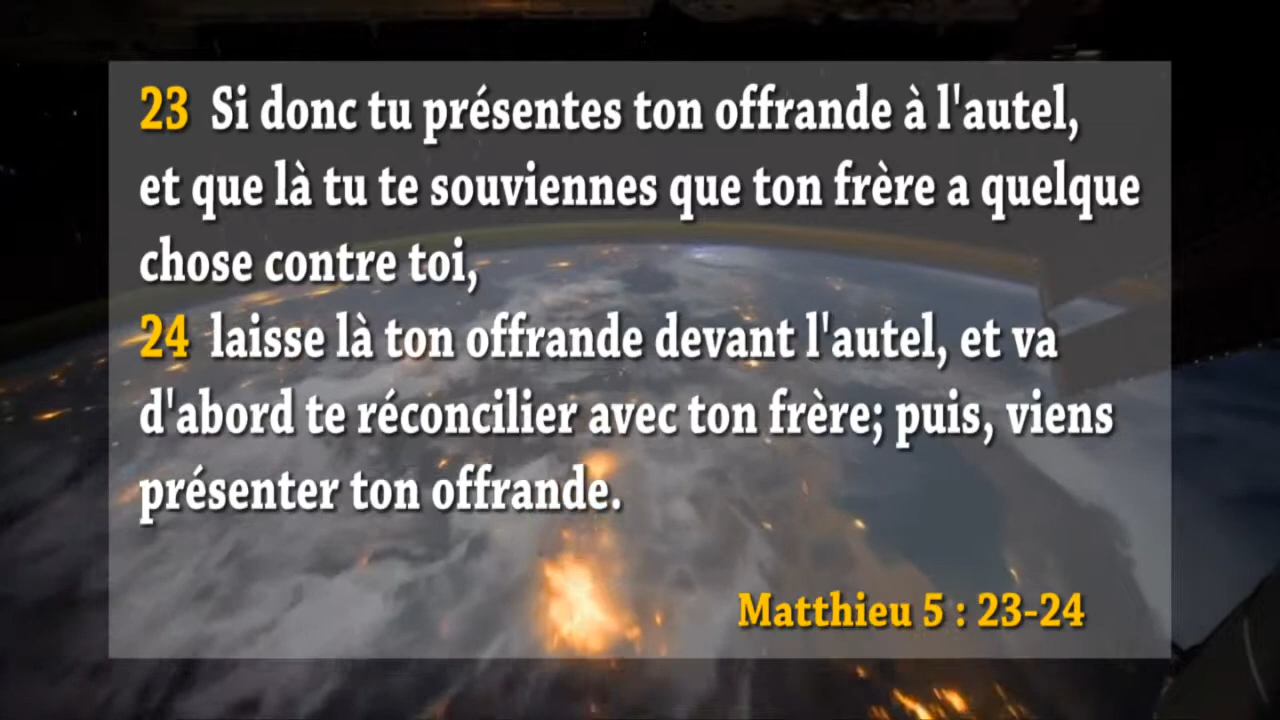 23 Si donc tu présentes ton offrande à l'autel,
et que là tu te souviennes que ton frère a quelque
chose contre toi,
24 laisse là ton offrande devant l'autel, et va
d'abord te réconcilier avec ton frère; puis, viens
présenter ton offrande.
Matthieu 5 : 23-24